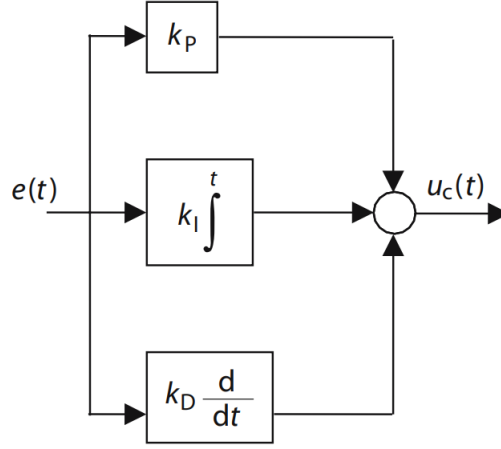 k_P
e(t)
k_I ∫^t
u_c(t)
k_D d/dt